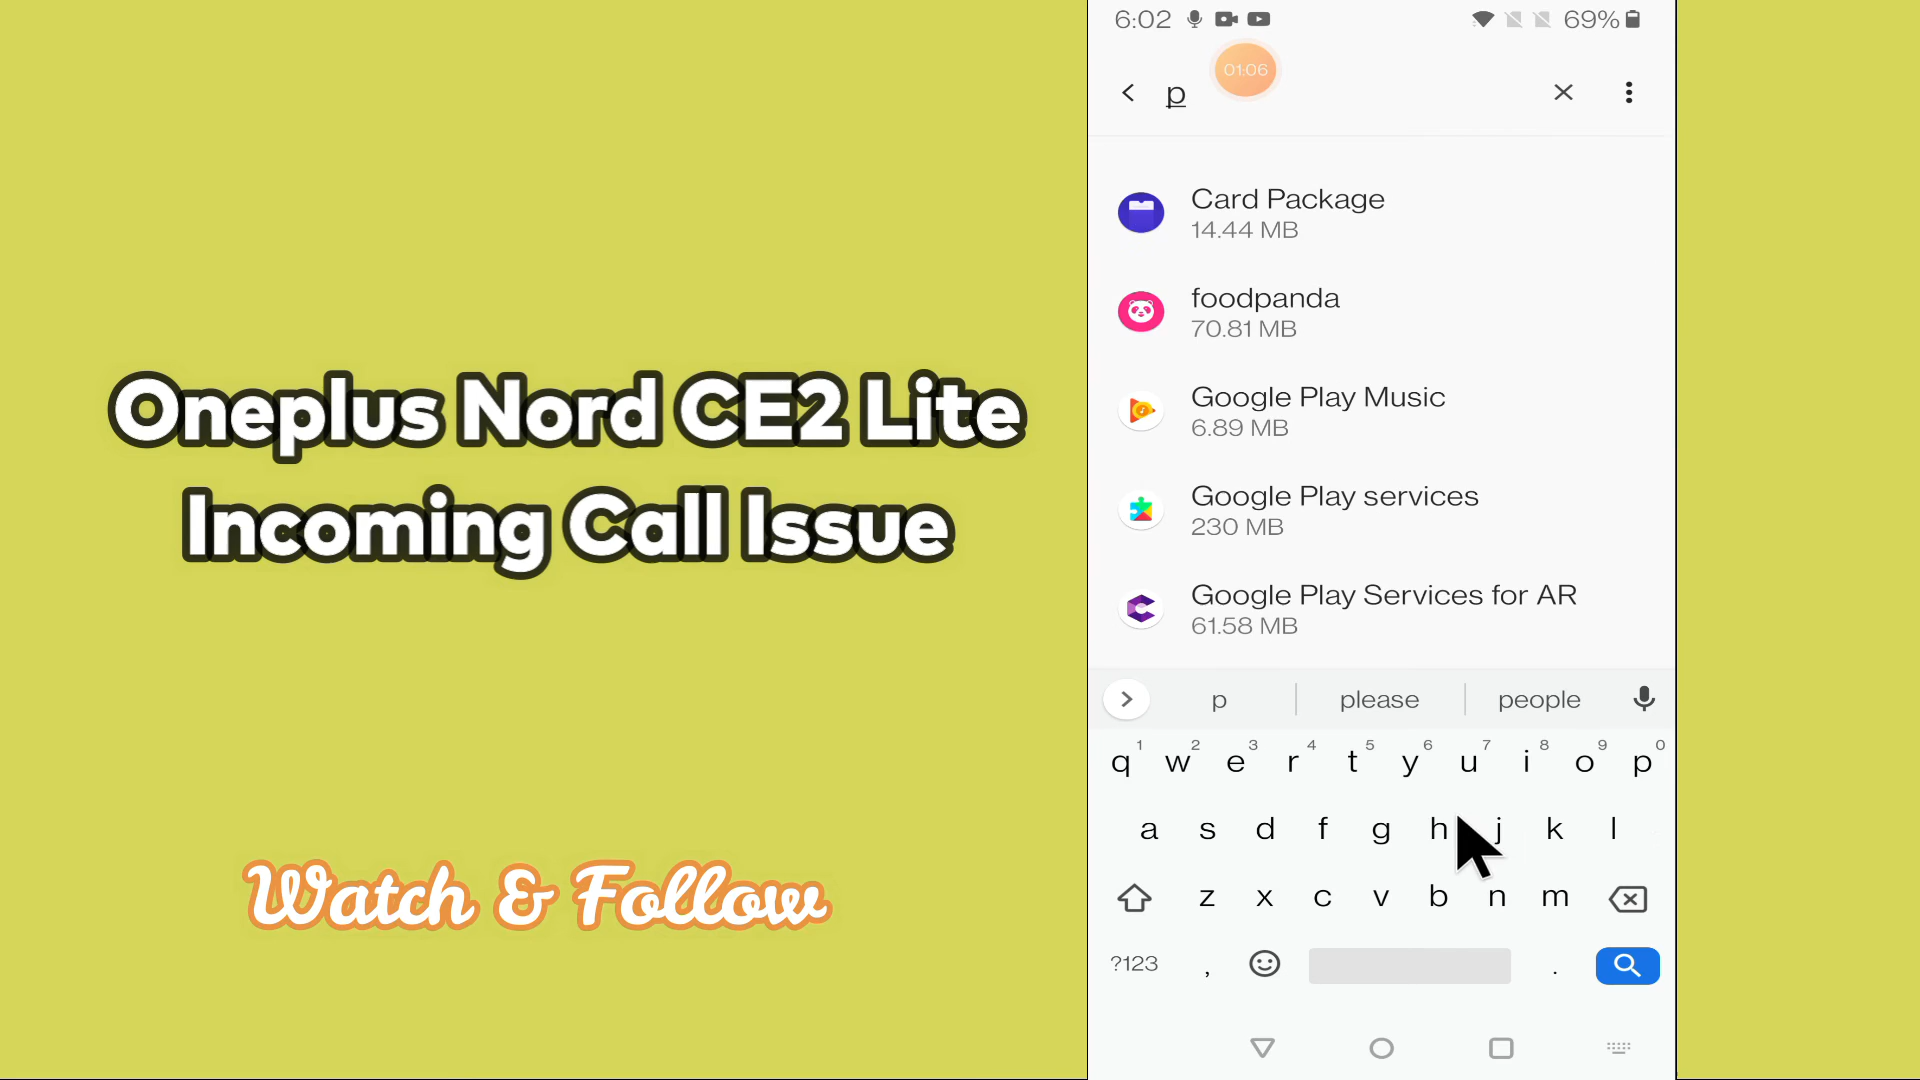 Oneplus Nord CE2 Lite
Incoming Call Issue
Watch & Follow
6:02
69%
01:06
p
Card Package
14.44 MB
foodpanda
70.81 MB
Google Play Music
6.89 MB
Google Play services
230 MB
Google Play Services for AR
61.58 MB
p please people
1 2 3 4 5 6 7 8 9 0
q w e r t y u i o p
a s d f g h j k l
z x c v b n m
?123 , .